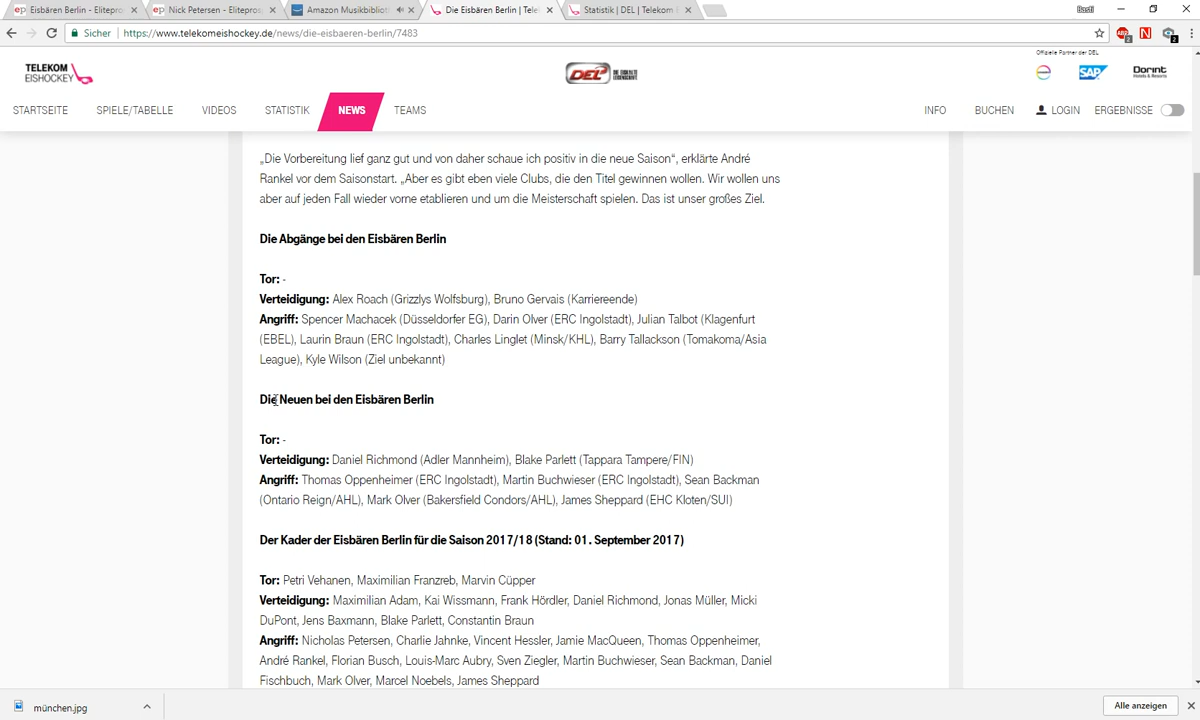 Eisbären Berlin - Elitepro
Nick Petersen - Elitepros
Amazon Musikbibliot
Die Eisbären Berlin | Tele
Statistik | DEL | Telekom
Basti
Sicher | https://www.telekomeishockey.de/news/die-eisbaeren-berlin/7483
Offizielle Partner der DEL
TELEKOM
EISHOCKEY
DEL
SAP
Dorint
Hotels & Resorts
STARTSEITE SPIELE/TABELLE VIDEOS STATISTIK NEWS TEAMS INFO BUCHEN LOGIN ERGEBNISSE
„Die Vorbereitung lief ganz gut und von daher schaue ich positiv in die neue Saison“, erklärte André
Rankel vor dem Saisonstart. „Aber es gibt eben viele Clubs, die den Titel gewinnen wollen. Wir wollen uns
aber auf jeden Fall wieder vorne etablieren und um die Meisterschaft spielen. Das ist unser großes Ziel.
Die Abgänge bei den Eisbären Berlin
Tor: -
Verteidigung: Alex Roach (Grizzlys Wolfsburg), Bruno Gervais (Karriereende)
Angriff: Spencer Machacek (Düsseldorfer EG), Darin Olver (ERC Ingolstadt), Julian Talbot (Klagenfurt
(EBEL), Laurin Braun (ERC Ingolstadt), Charles Linglet (Minsk/KHL), Barry Tallackson (Tomakoma/Asia
League), Kyle Wilson (Ziel unbekannt)
Die Neuen bei den Eisbären Berlin
Tor: -
Verteidigung: Daniel Richmond (Adler Mannheim), Blake Parlett (Tappara Tampere/FIN)
Angriff: Thomas Oppenheimer (ERC Ingolstadt), Martin Buchwieser (ERC Ingolstadt), Sean Backman
(Ontario Reign/AHL), Mark Olver (Bakersfield Condors/AHL), James Sheppard (EHC Kloten/SUI)
Der Kader der Eisbären Berlin für die Saison 2017/18 (Stand: 01. September 2017)
Tor: Petri Vehanen, Maximilian Franzreb, Marvin Cüpper
Verteidigung: Maximilian Adam, Kai Wissmann, Frank Hördler, Daniel Richmond, Jonas Müller, Micki
DuPont, Jens Baxmann, Blake Parlett, Constantin Braun
Angriff: Nicholas Petersen, Charlie Jahnke, Vincent Hessler, Jamie MacQueen, Thomas Oppenheimer,
André Rankel, Florian Busch, Louis-Marc Aubry, Sven Ziegler, Martin Buchwieser, Sean Backman, Daniel
Fischbuch, Mark Olver, Marcel Noebels, James Sheppard
münchen.jpg
Alle anzeigen